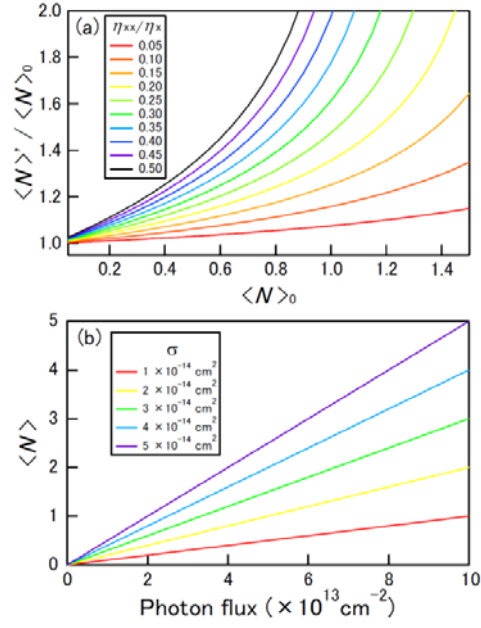 (a)
ηxx/ηx
0.05
0.10
0.15
0.20
0.25
0.30
0.35
0.40
0.45
0.50
2.0
1.8
1.6
1.4
1.2
1.0
⟨N⟩' / ⟨N⟩₀
0.2 0.4 0.6 0.8 1.0 1.2 1.4
⟨N⟩₀
(b)
σ
1 ×10⁻¹⁴ cm²
2 ×10⁻¹⁴ cm²
3 ×10⁻¹⁴ cm²
4 ×10⁻¹⁴ cm²
5 ×10⁻¹⁴ cm²
5
4
3
2
1
0
⟨N⟩
0 2 4 6 8 10
Photon flux (×10¹³cm⁻²)